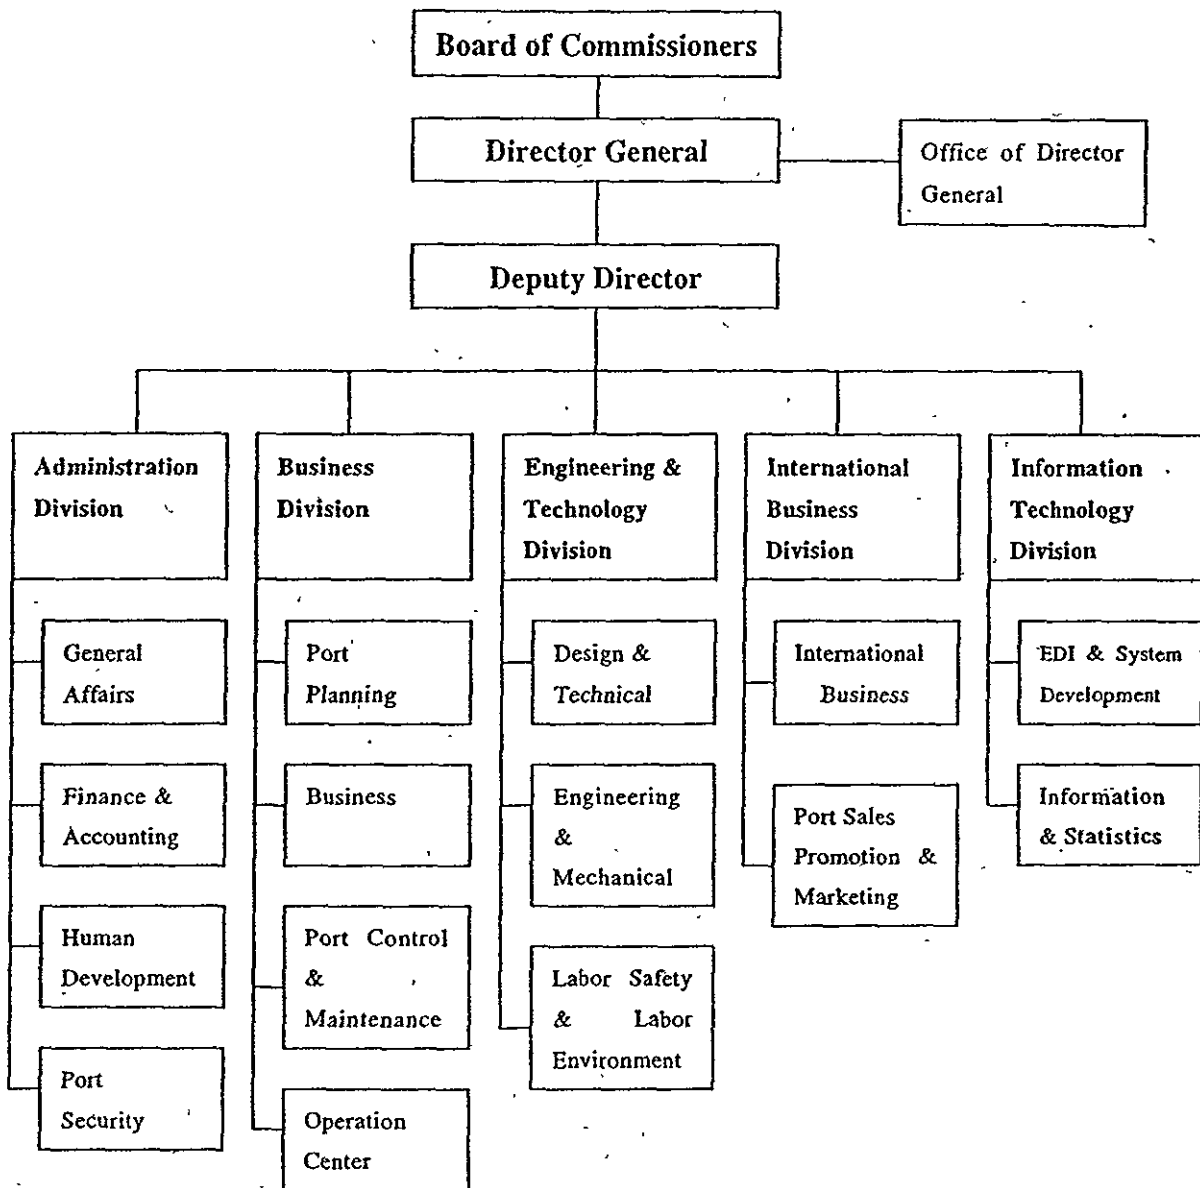 Board of Commissioners
Director General
Office of Director
General
Deputy Director
Administration
Division
Business
Division
Engineering &
Technology
Division
International
Business
Division
Information
Technology
Division
General
Affairs
Finance &
Accounting
Human
Development
Port
Security
Port
Planning
Business
Port Control
&
Maintenance
Operation
Center
Design &
Technical
Engineering
&
Mechanical
Labor Safety
& Labor
Environment
International
Business
Port Sales
Promotion &
Marketing
EDI & System
Development
Information
& Statistics